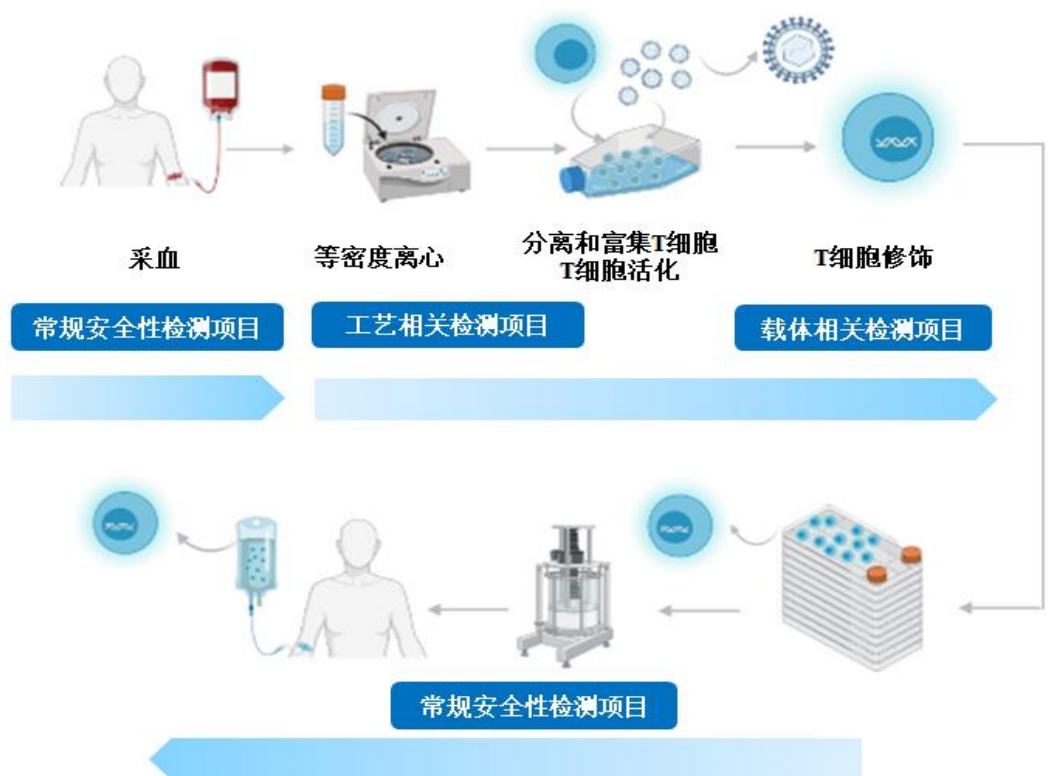 采血
等密度离心
分离和富集T细胞
T细胞活化
T细胞修饰
常规安全性检测项目
工艺相关检测项目
载体相关检测项目
常规安全性检测项目